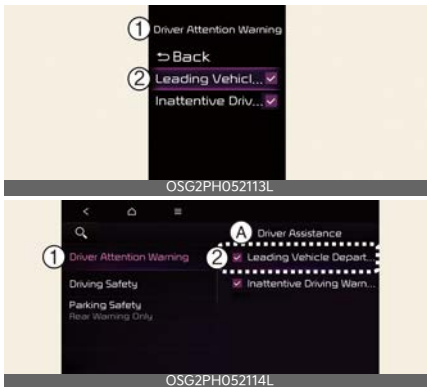 ① Driver Attention Warning
Back
② Leading Vehicl...
Inattentive Driv...
OSG2PH052113L
A Driver Assistance
① Driver Attention Warning
② Leading Vehicle Depart...
Driving Safety
Inattentive Driving Warn...
Parking Safety
Rear Warning Only
OSG2PH052114L